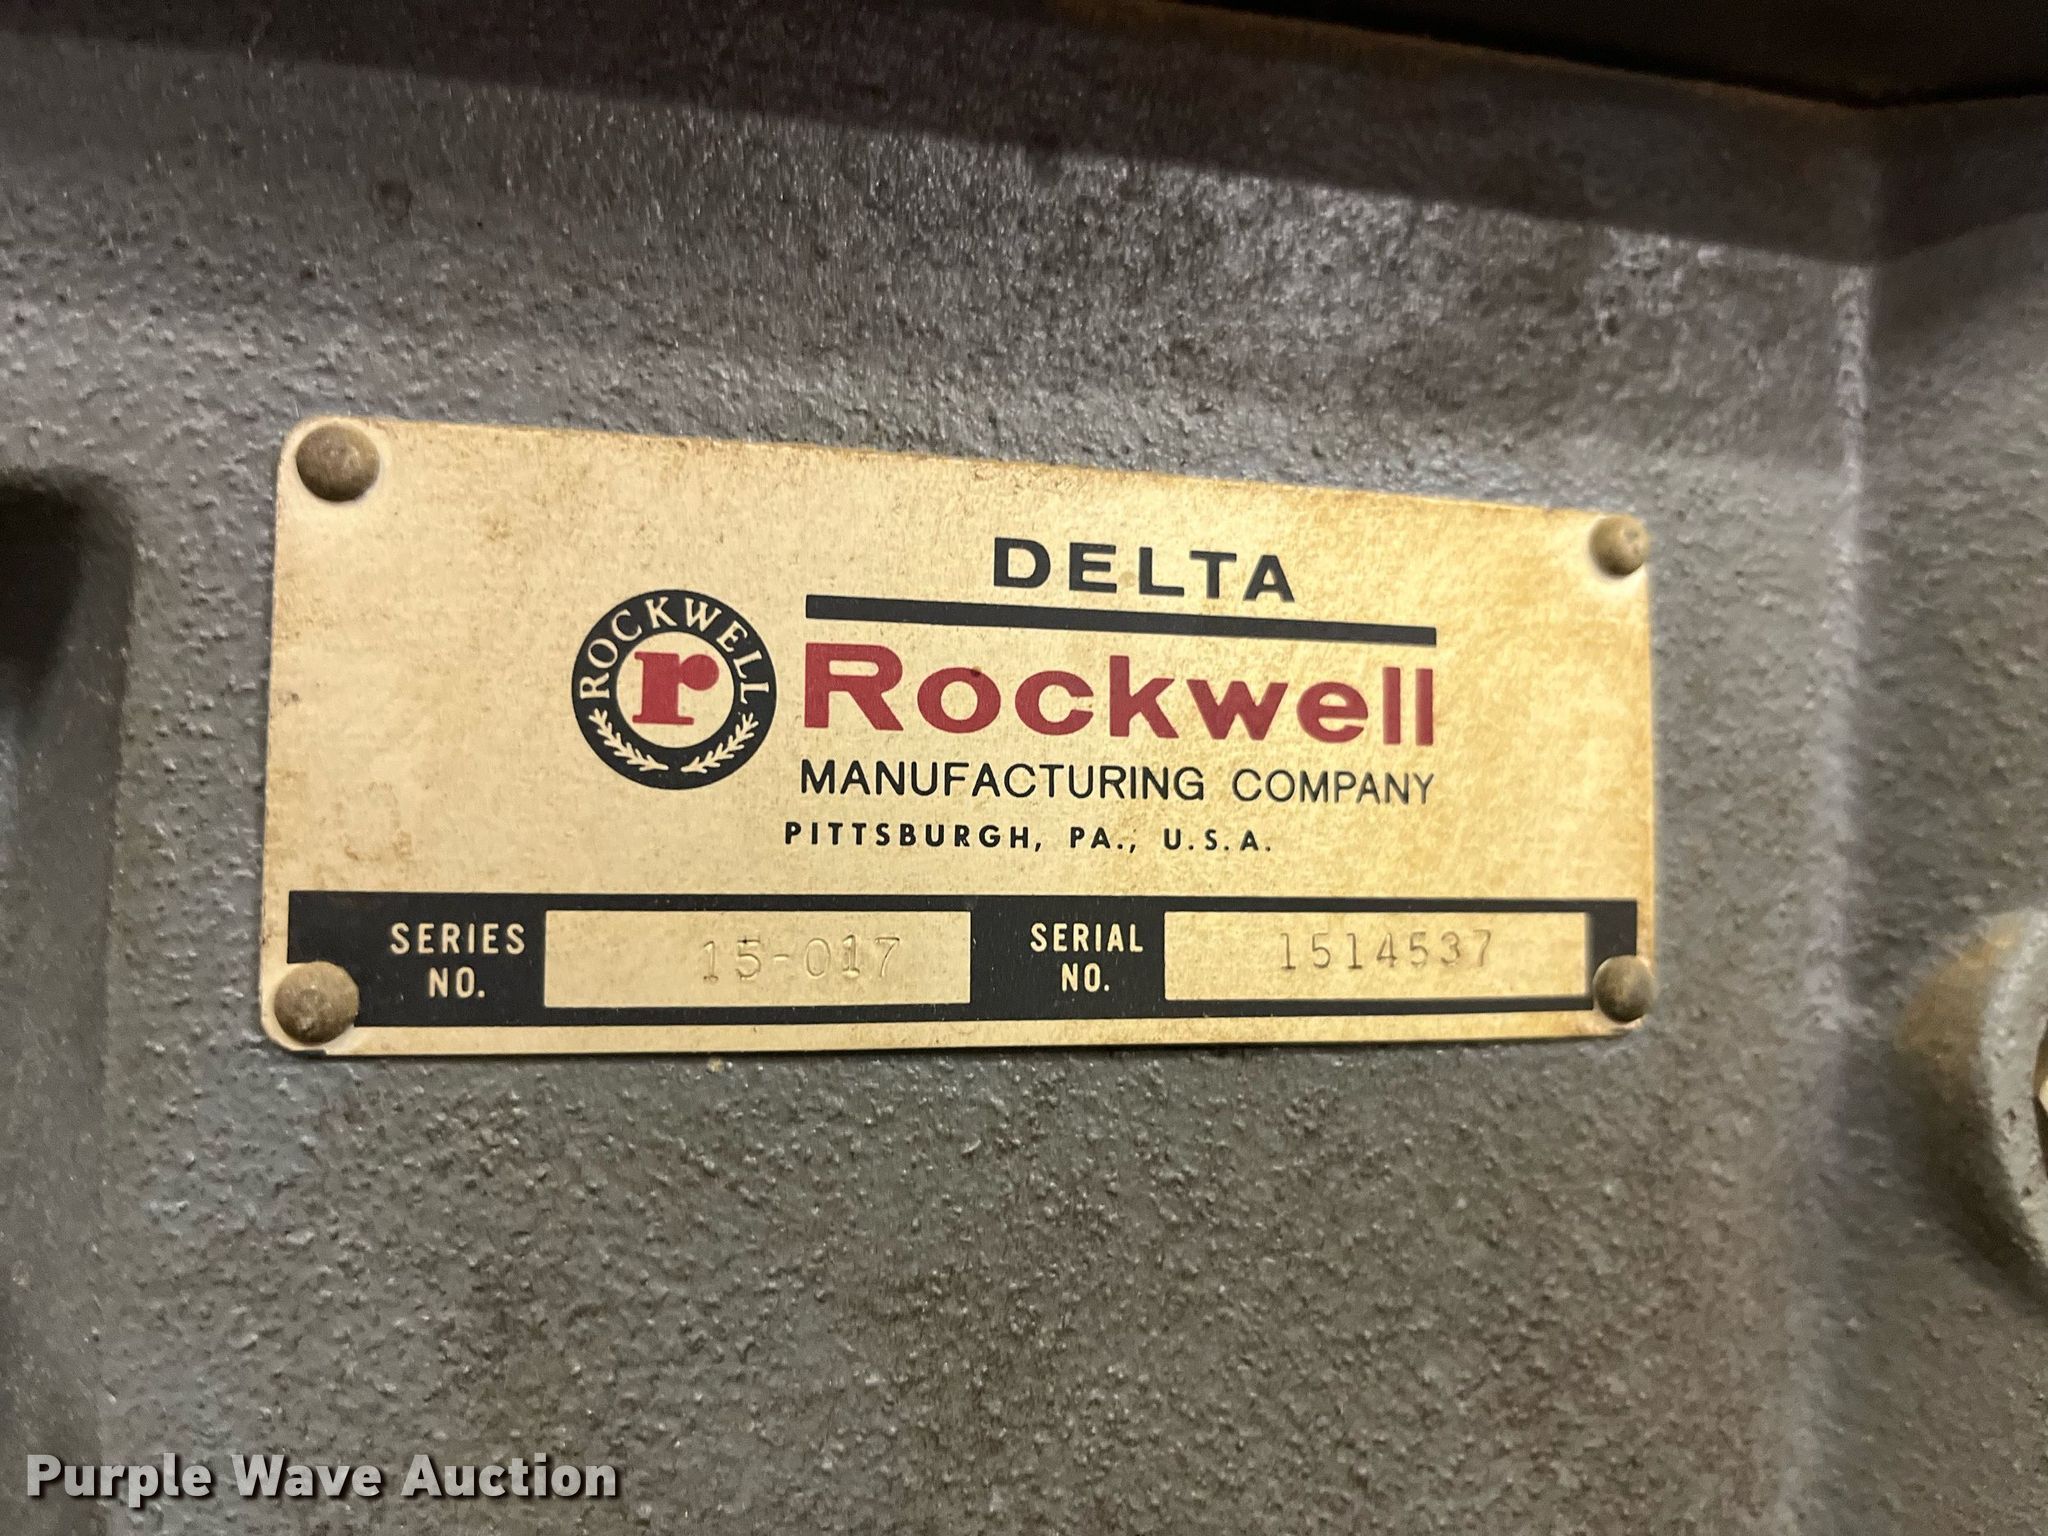 DELTA
ROCKWELL
r
Rockwell
MANUFACTURING COMPANY
PITTSBURGH, PA., U.S.A.
SERIES NO. 15-017
SERIAL NO. 1514537
Purple Wave Auction